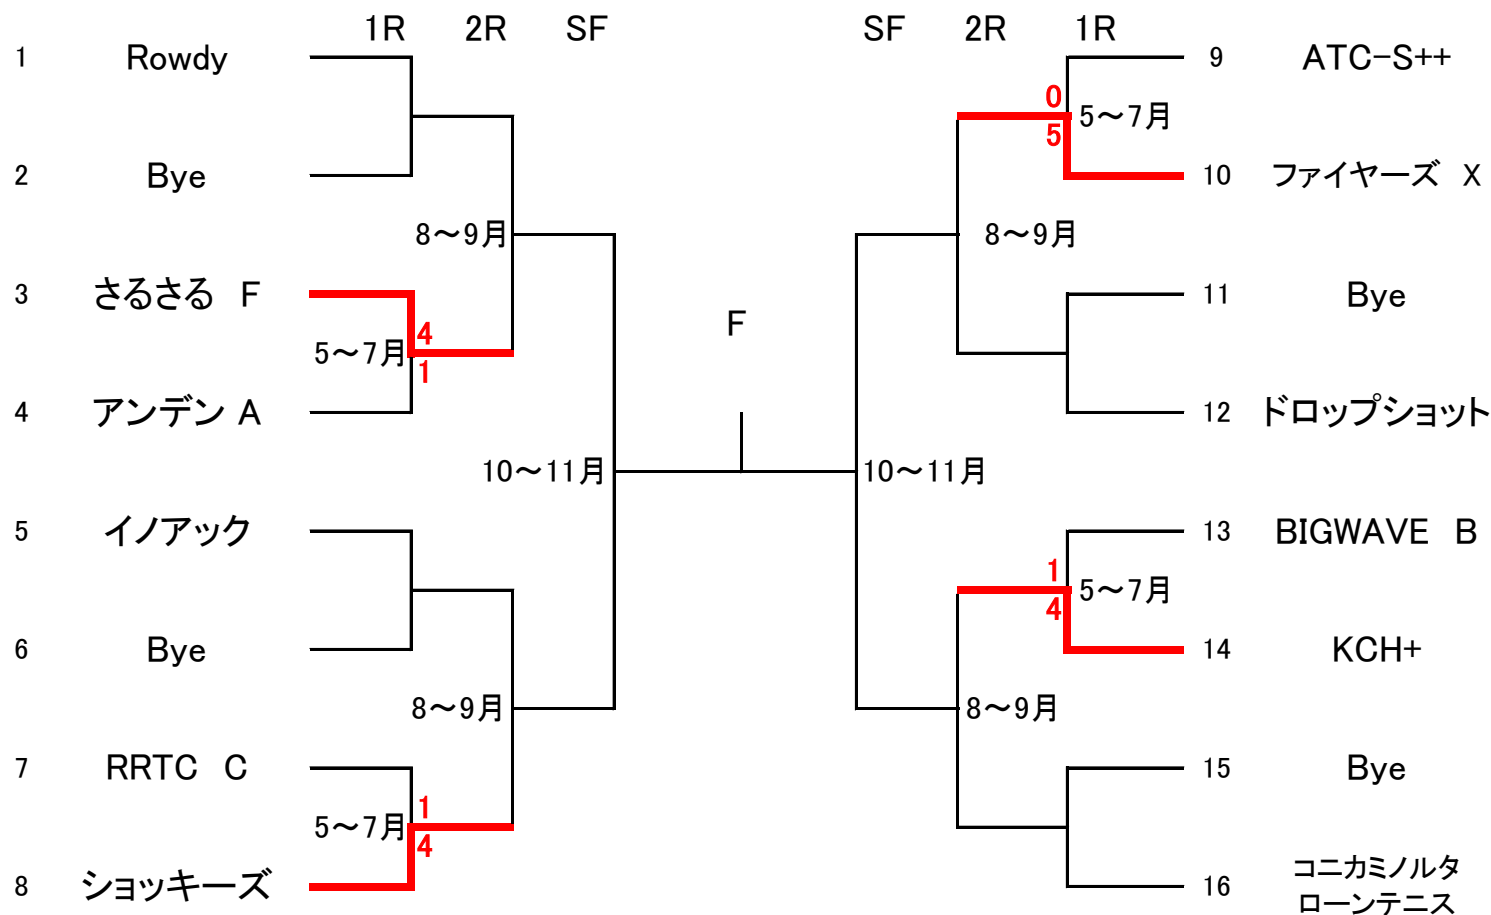 1R 2R SF SF 2R 1R
1 Rowdy 9 ATC-S++
0
5～7月
5
2 Bye 10 ファイヤーズ X
8～9月 8～9月
3 さるさる F 11 Bye
F
4
5～7月
1
4 アンデン A 12 ドロップショット
10～11月 10～11月
5 イノアック 13 BIGWAVE B
1
5～7月
4
6 Bye 14 KCH+
8～9月 8～9月
7 RRTC C 15 Bye
1
5～7月
4
8 ショッキーズ 16 コニカミノルタ
ローンテニス